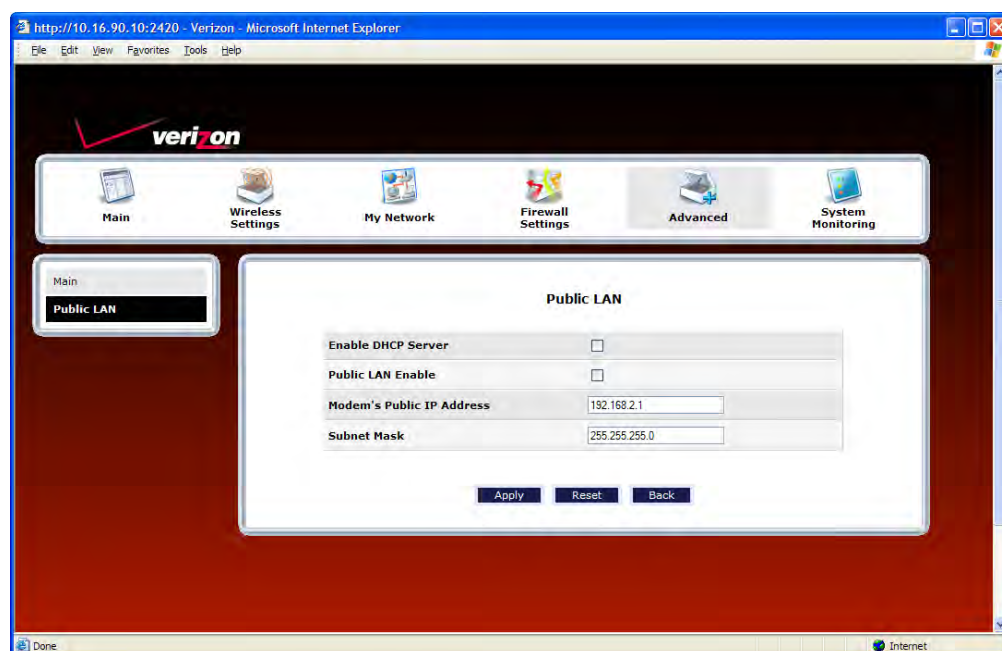 http://10.16.90.10:2420 - Verizon - Microsoft Internet Explorer
File Edit View Favorites Tools Help
verizon
Main
Wireless
Settings
My Network
Firewall
Settings
Advanced
System
Monitoring
Main
Public LAN
Public LAN
Enable DHCP Server
Public LAN Enable
Modem's Public IP Address 192.168.2.1
Subnet Mask 255.255.255.0
Apply Reset Back
Done Internet